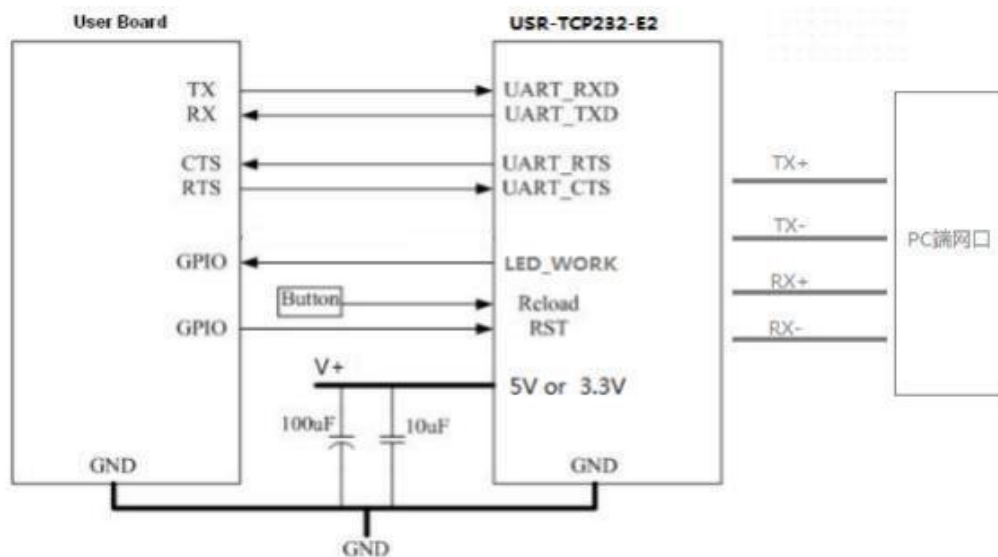 User Board
USR-TCP232-E2
TX
UART_RXD
RX
UART_TXD
CTS
UART_RTS
RTS
UART_CTS
TX+
TX-
PC端网口
GPIO
LED_WORK
Button
Reload
RX+
GPIO
RST
RX-
V+
5V or 3.3V
100uF
10uF
GND
GND
GND